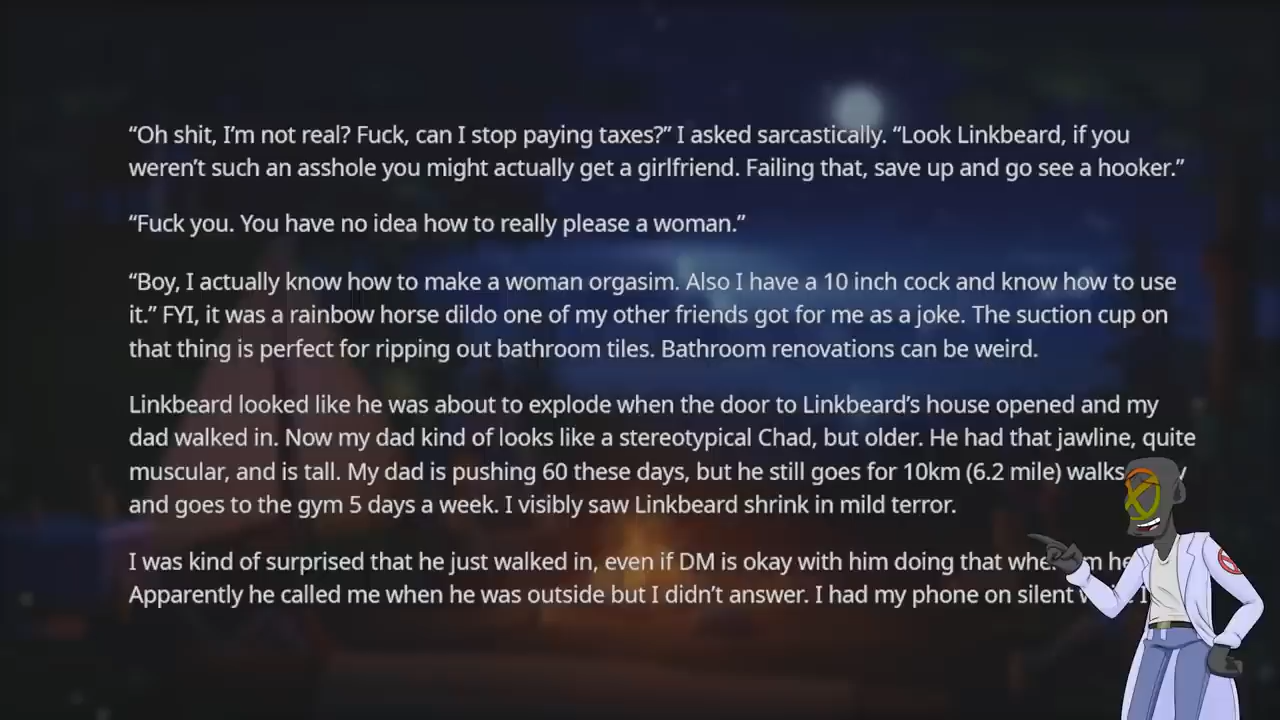 “Oh shit, I’m not real? Fuck, can I stop paying taxes?” I asked sarcastically. “Look Linkbeard, if you
weren’t such an asshole you might actually get a girlfriend. Failing that, save up and go see a hooker.”
“Fuck you. You have no idea how to really please a woman.”
“Boy, I actually know how to make a woman orgasim. Also I have a 10 inch cock and know how to use
it.” FYI, it was a rainbow horse dildo one of my other friends got for me as a joke. The suction cup on
that thing is perfect for ripping out bathroom tiles. Bathroom renovations can be weird.
Linkbeard looked like he was about to explode when the door to Linkbeard’s house opened and my
dad walked in. Now my dad kind of looks like a stereotypical Chad, but older. He had that jawline, quite
muscular, and is tall. My dad is pushing 60 these days, but he still goes for 10km (6.2 mile) walks
and goes to the gym 5 days a week. I visibly saw Linkbeard shrink in mild terror.
I was kind of surprised that he just walked in, even if DM is okay with him doing that
Apparently he called me when he was outside but I didn’t answer. I had my phone on silent